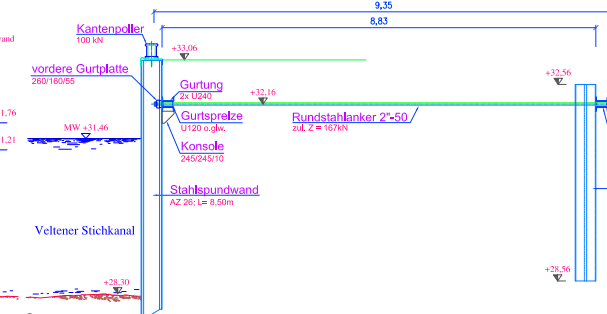 9,35
8,83
Kantenpoller
100 kN
and
+33,06
vordere Gurtplatte
260/160/55
Gurtung
2x U240
+32,16
+32,56
Gurtspreize
U120 o.glw.
Rundstahlanker 2"-50
zul. Z = 167kN
1,76
MW +31,46
1,21
Konsole
245/245/10
Stahlspundwand
AZ 26; L= 8,50m
Veltener Stichkanal
+28,30
+28,56